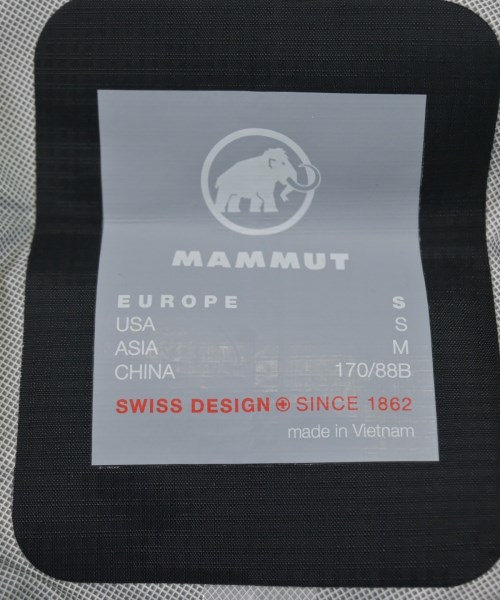 MAMMUT
EUROPE S
USA S
ASIA M
CHINA 170/88B
SWISS DESIGN SINCE 1862
made in Vietnam